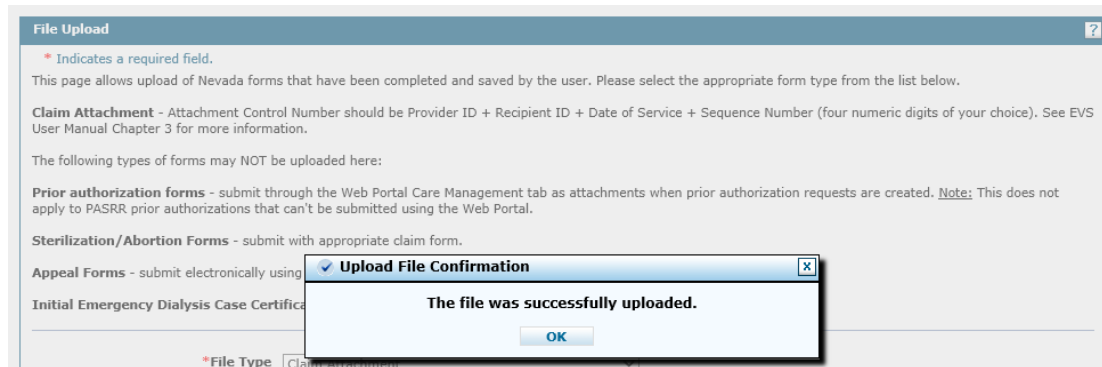 File Upload
?
* Indicates a required field.
This page allows upload of Nevada forms that have been completed and saved by the user. Please select the appropriate form type from the list below.
Claim Attachment - Attachment Control Number should be Provider ID + Recipient ID + Date of Service + Sequence Number (four numeric digits of your choice). See EVS
User Manual Chapter 3 for more information.
The following types of forms may NOT be uploaded here:
Prior authorization forms - submit through the Web Portal Care Management tab as attachments when prior authorization requests are created. Note: This does not
apply to PASRR prior authorizations that can't be submitted using the Web Portal.
Sterilization/Abortion Forms - submit with appropriate claim form.
Appeal Forms - submit electronically using
Initial Emergency Dialysis Case Certifica
Upload File Confirmation
X
The file was successfully uploaded.
OK
*File Type Claim Attachment